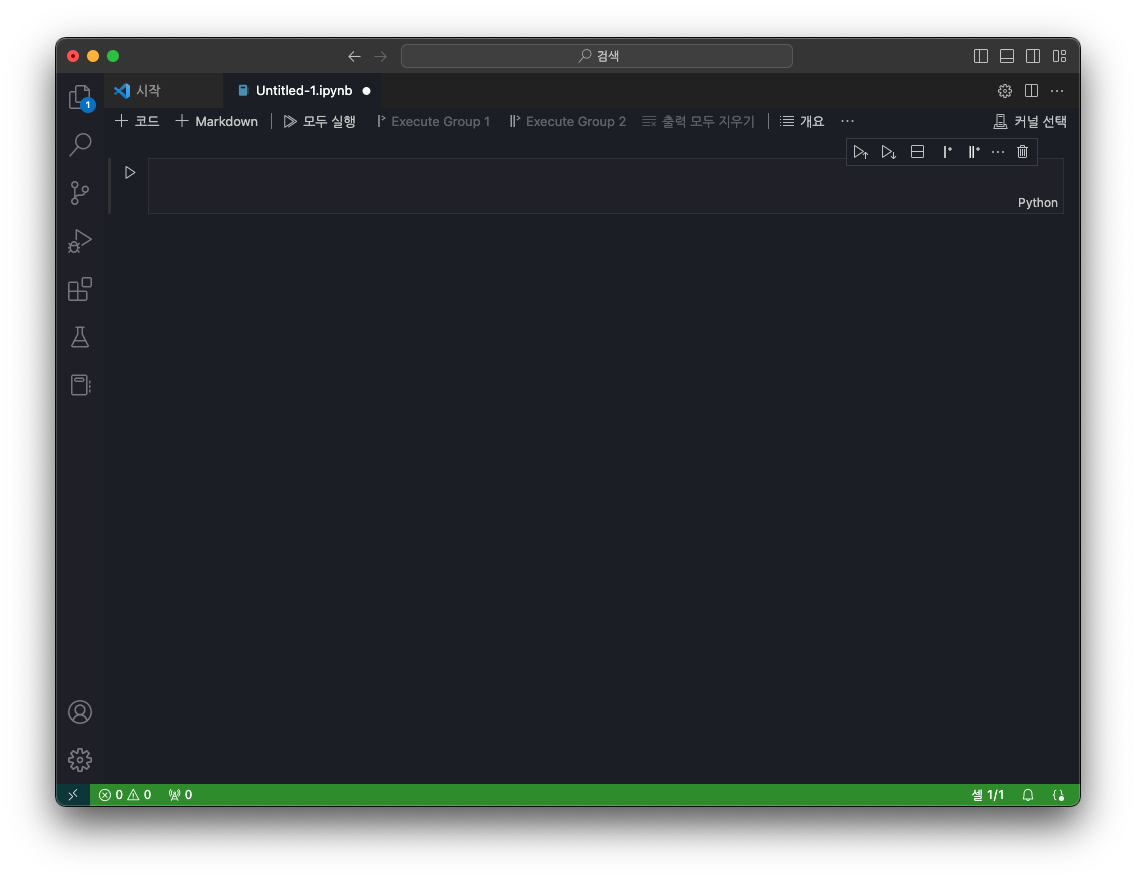 검색
1
시작
Untitled-1.ipynb
코드 Markdown 모두 실행 Execute Group 1 Execute Group 2 출력 모두 지우기 개요 ... 커널 선택
Python
0 0 0 셀 1/1